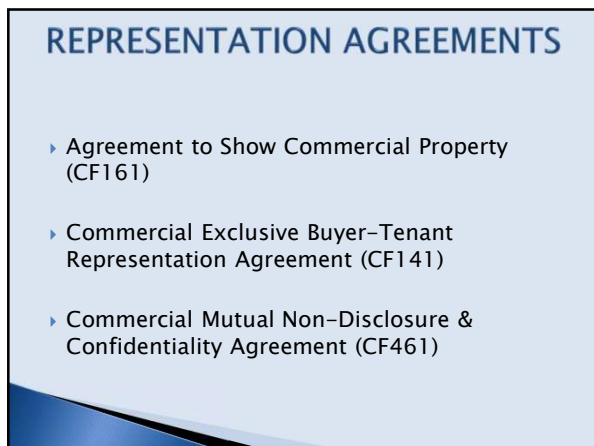 REPRESENTATION AGREEMENTS
Agreement to Show Commercial Property
(CF161)
Commercial Exclusive Buyer-Tenant
Representation Agreement (CF141)
Commercial Mutual Non-Disclosure &
Confidentiality Agreement (CF461)